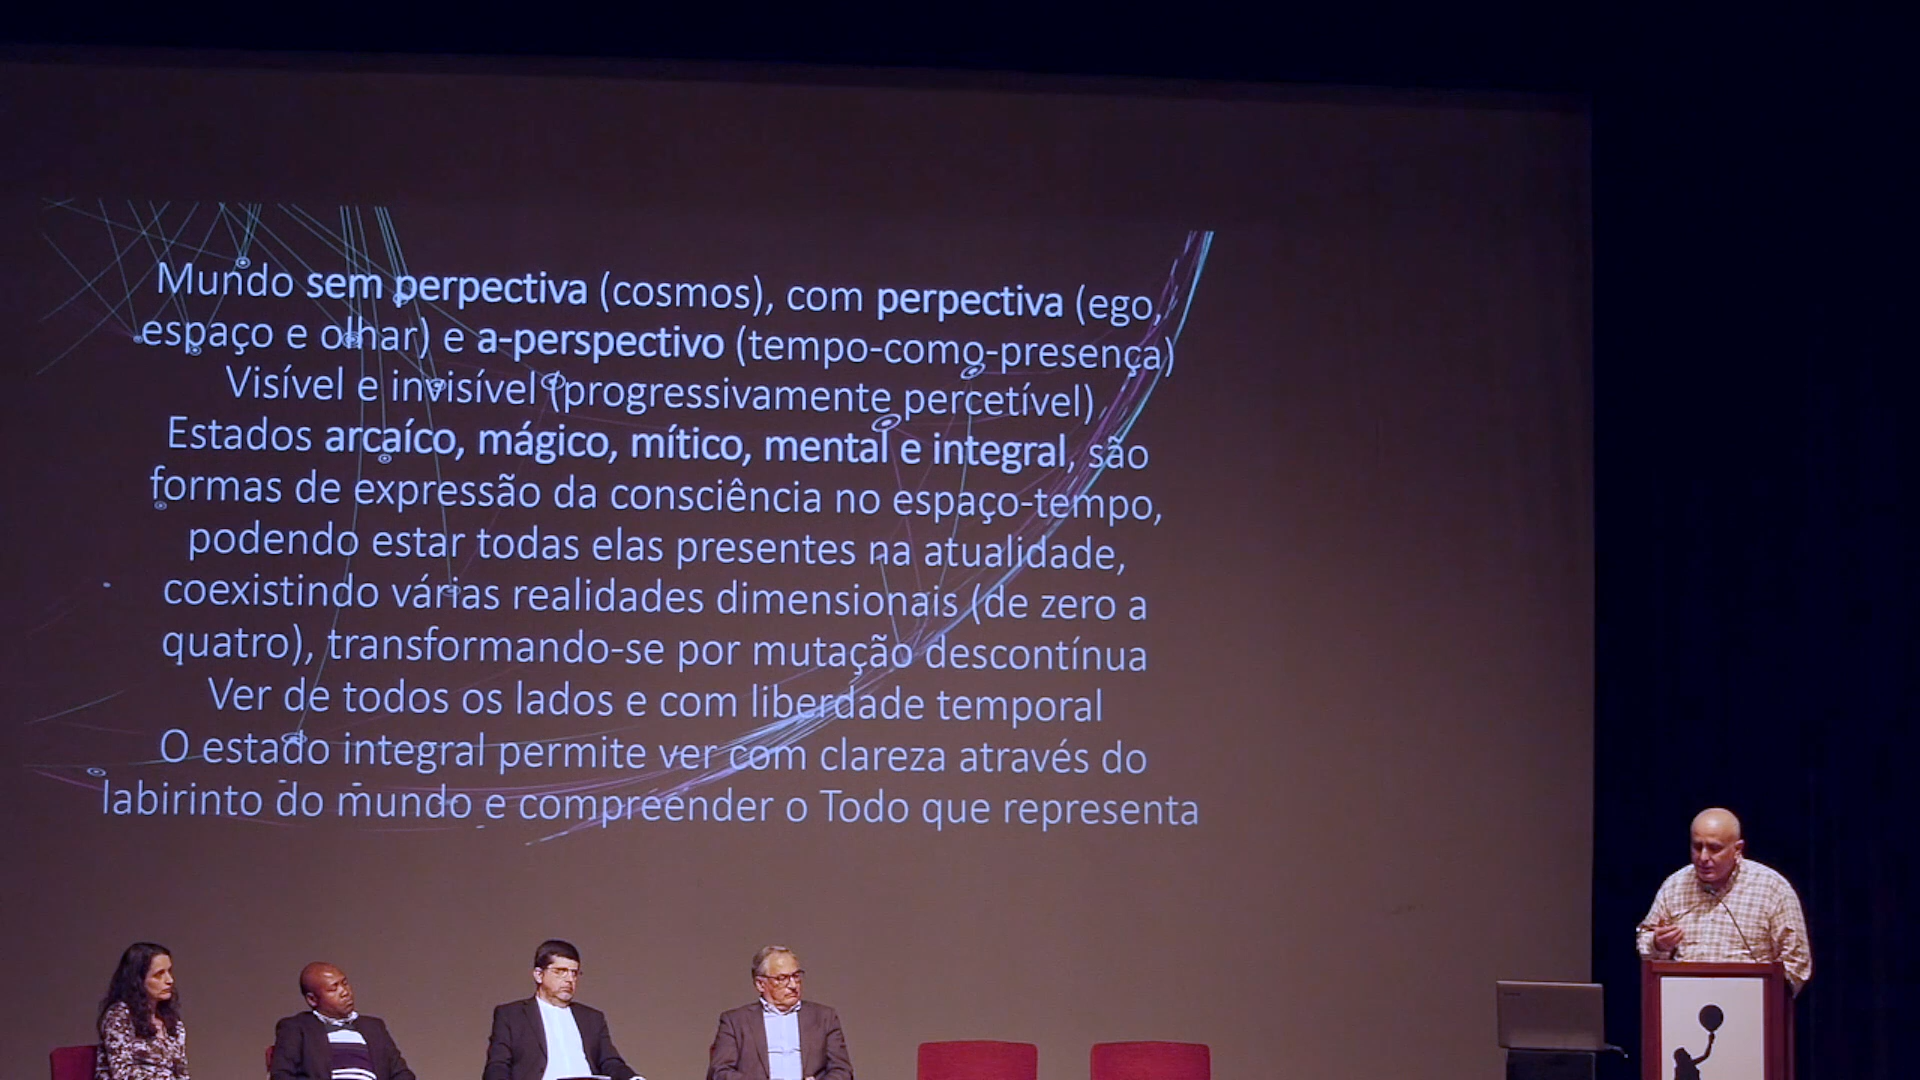 Mundo sem perpectiva (cosmos), com perpectiva (ego,
espaço e olhar) e a-perspectivo (tempo-como-presença)
Visível e invisível (progressivamente percetível)
Estados arcaíco, mágico, mítico, mental e integral, são
formas de expressão da consciência no espaço-tempo,
podendo estar todas elas presentes na atualidade,
coexistindo várias realidades dimensionais (de zero a
quatro), transformando-se por mutação descontínua
Ver de todos os lados e com liberdade temporal
O estado integral permite ver com clareza através do
labirinto do mundo e compreender o Todo que representa